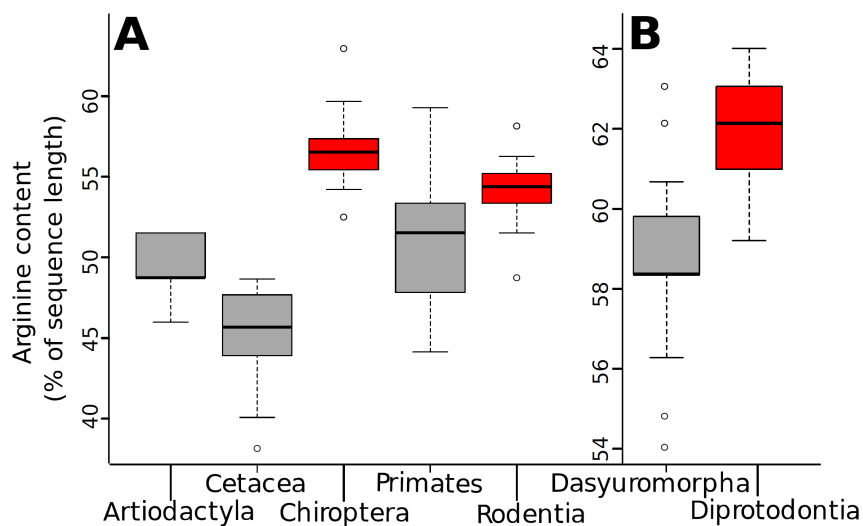 A
B
Arginine content
(% of sequence length)
60
55
50
45
40
64
62
60
58
56
54
Cetacea
Primates
Dasyuromorpha
Artiodactyla
Chiroptera
Rodentia
Diprotodontia